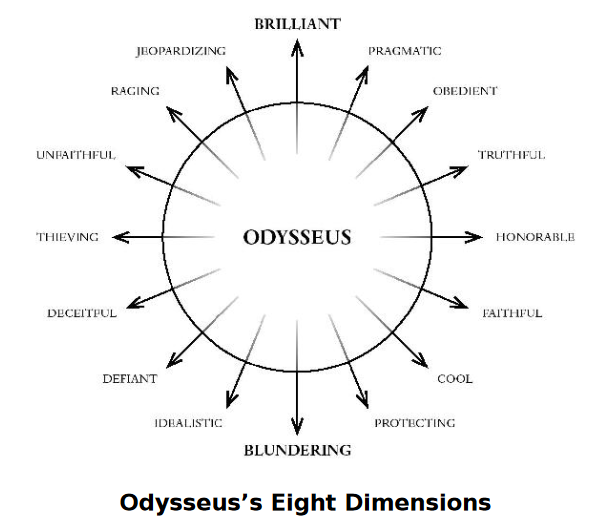 BRILLIANT
JEOPARDIZING
PRAGMATIC
RAGING
OBEDIENT
UNFAITHFUL
TRUTHFUL
THIEVING
ODYSSEUS
HONORABLE
DECEITFUL
FAITHFUL
DEFIANT
COOL
IDEALISTIC
PROTECTING
BLUNDERING
Odysseus’s Eight Dimensions